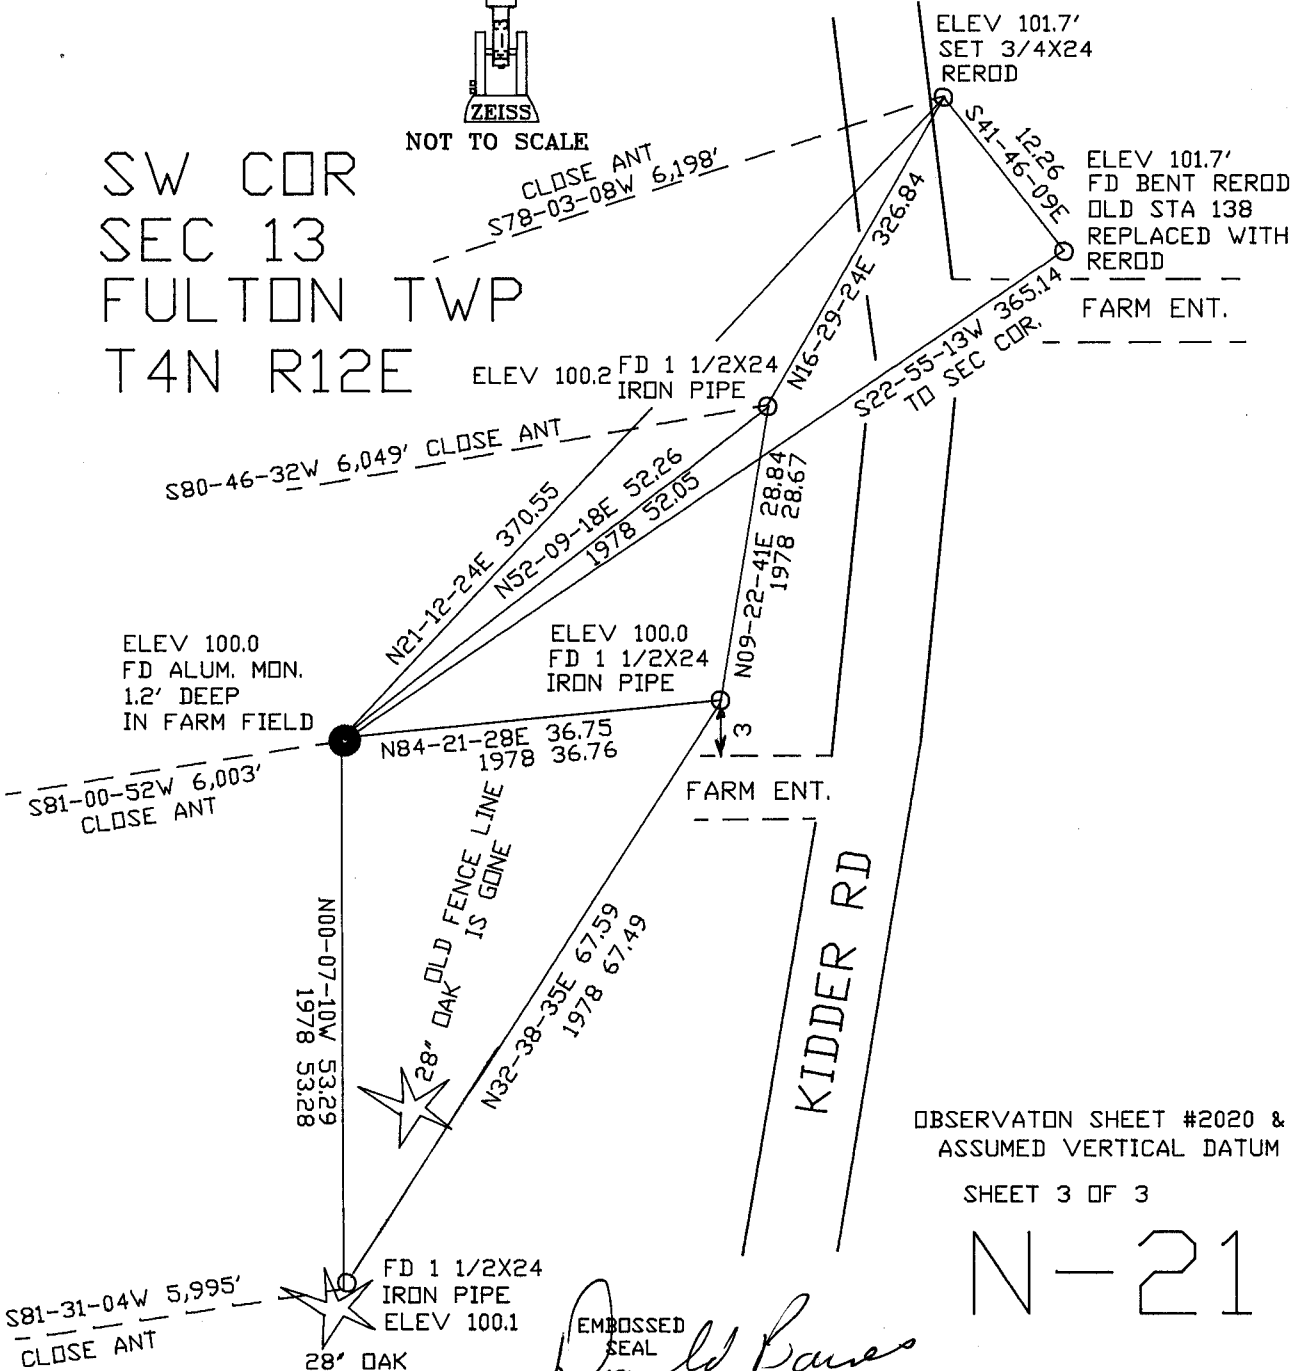 ELEV 101.7'
SET 3/4X24
REROD
ZEISS
NOT TO SCALE
SW COR
SEC 13
FULTON TWP
T4N R12E
CLOSE ANT
S78-03-08W 6,198'
12.26
S41-46-09E
ELEV 101.7'
FD BENT REROD
OLD STA 138
REPLACED WITH
REROD
FARM ENT.
N16-29-24E 326.84
S22-55-13W 365.14
TO SEC COR.
ELEV 100.2
FD 1 1/2X24
IRON PIPE
S80-46-32W 6,049' CLOSE ANT
N21-12-24E 370.55
N52-09-18E 52.26
1978 52.05
N09-22-41E 28.84
1978 28.67
ELEV 100.0
FD ALUM. MON.
1.2' DEEP
IN FARM FIELD
ELEV 100.0
FD 1 1/2X24
IRON PIPE
N84-21-28E 36.75
1978 36.76
3
FARM ENT.
S81-00-52W 6,003'
CLOSE ANT
OLD FENCE LINE
IS GONE
N00-07-10W 53.29
1978 53.28
28" OAK
N32-38-35E 67.59
1978 67.49
KIDDER RD
OBSERVATON SHEET #2020 &
ASSUMED VERTICAL DATUM
SHEET 3 OF 3
N-21
S81-31-04W 5,995'
CLOSE ANT
FD 1 1/2X24
IRON PIPE
ELEV 100.1
28" OAK
EMBOSSED
SEAL